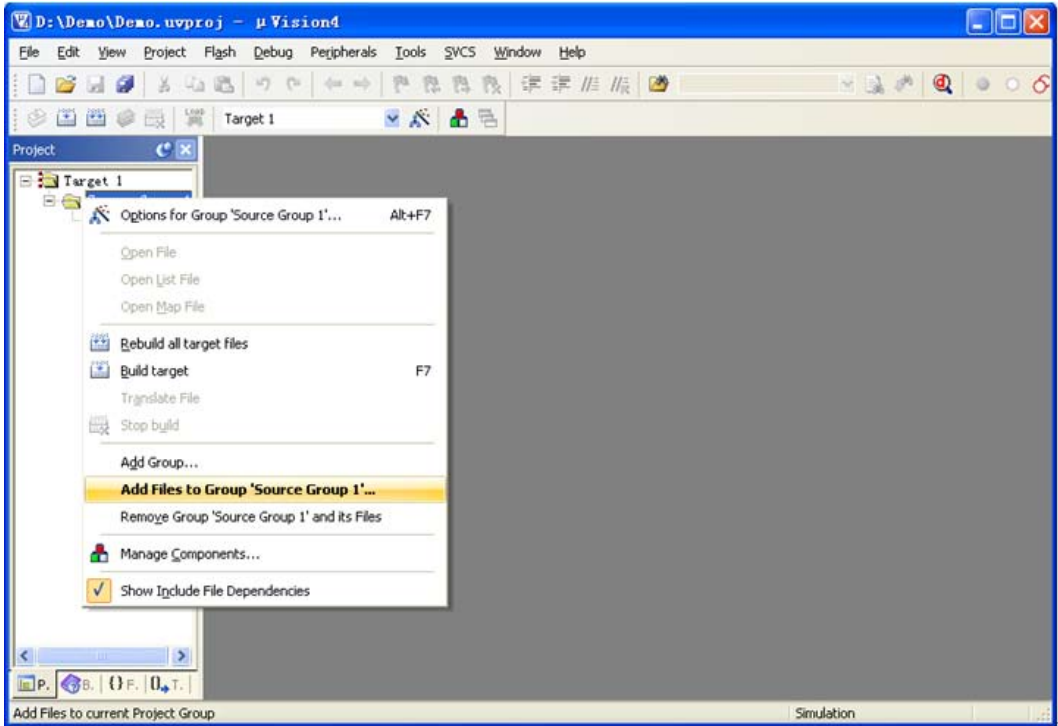 D:\Demo\Demo.uvproj - μVision4
File Edit View Project Flash Debug Peripherals Tools SVCS Window Help
Target 1
Project
Target 1
Options for Group 'Source Group 1'... Alt+F7
Open File
Open List File
Open Map File
Rebuild all target files
Build target F7
Translate File
Stop build
Add Group...
Add Files to Group 'Source Group 1'...
Remove Group 'Source Group 1' and its Files
Manage Components...
Show Include File Dependencies
P. B. {} F. 0 T.
Add Files to current Project Group Simulation